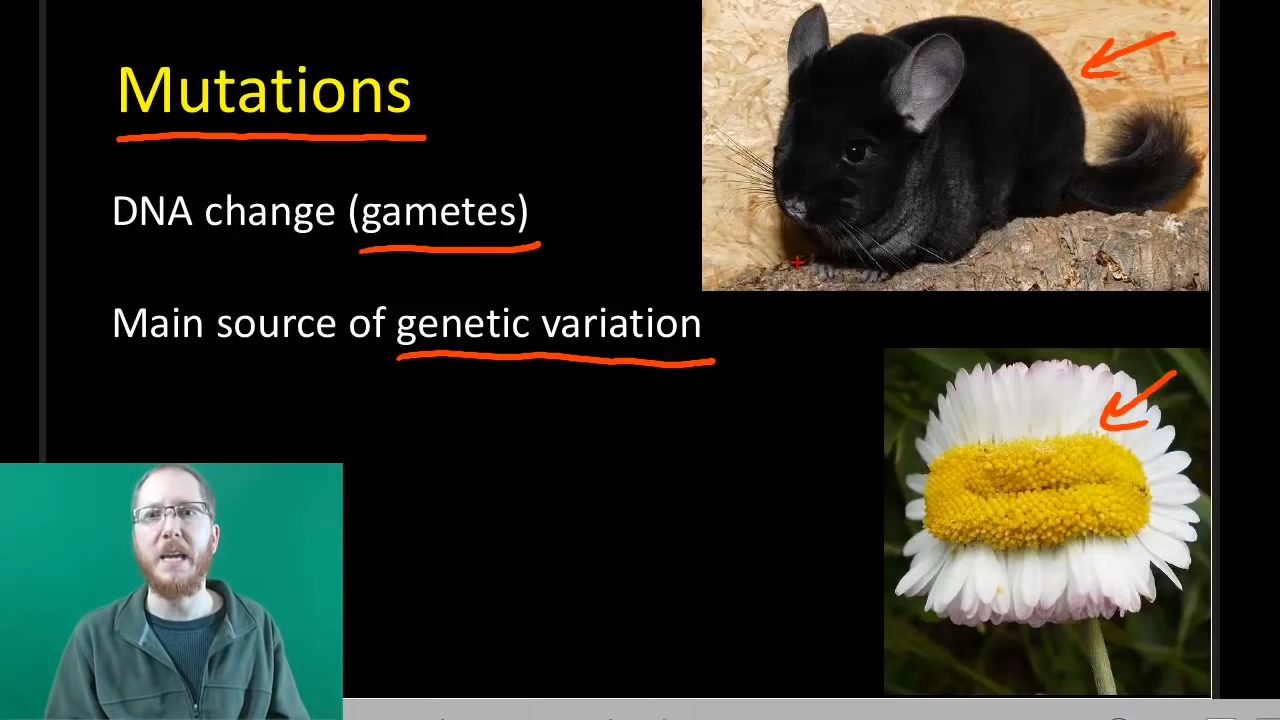 Mutations
DNA change (gametes)
Main source of genetic variation